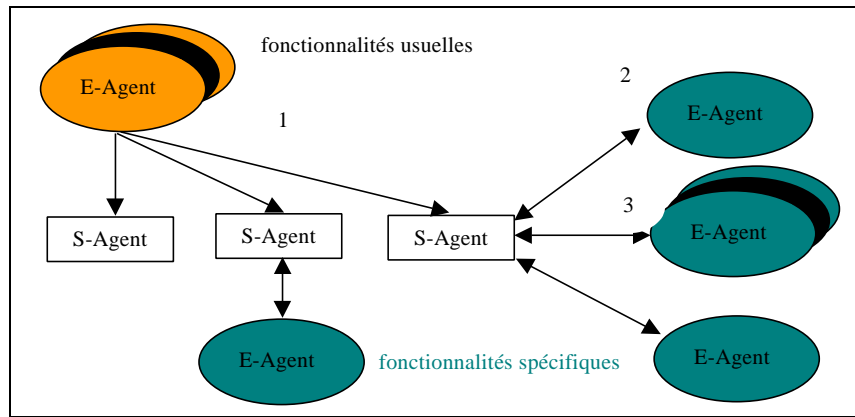 fonctionnalités usuelles
E-Agent
2
E-Agent
1
3
S-Agent
S-Agent
S-Agent
E-Agent
E-Agent
fonctionnalités spécifiques
E-Agent